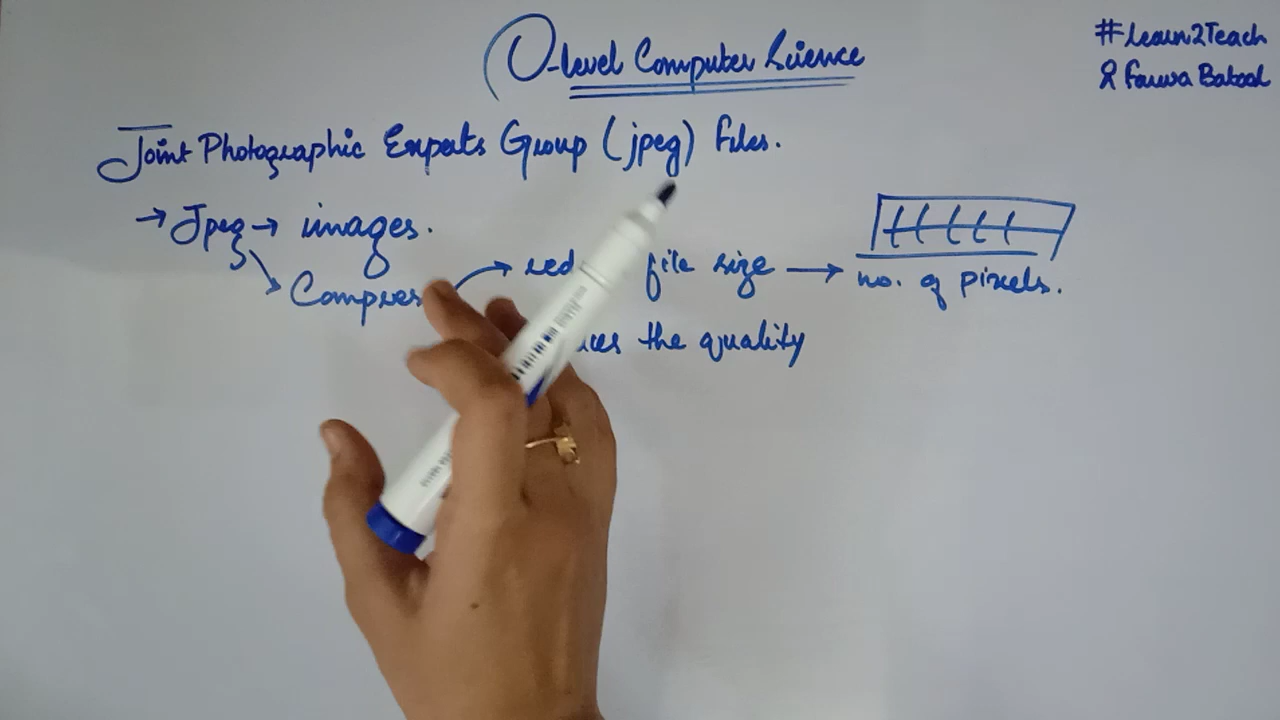 O-level Computer Science
#Learn2Teach
Farwa Batool
Joint Photographic Experts Group (jpeg) files.
→ Jpeg → images.
Compress → file size → no. of pixels.
the quality